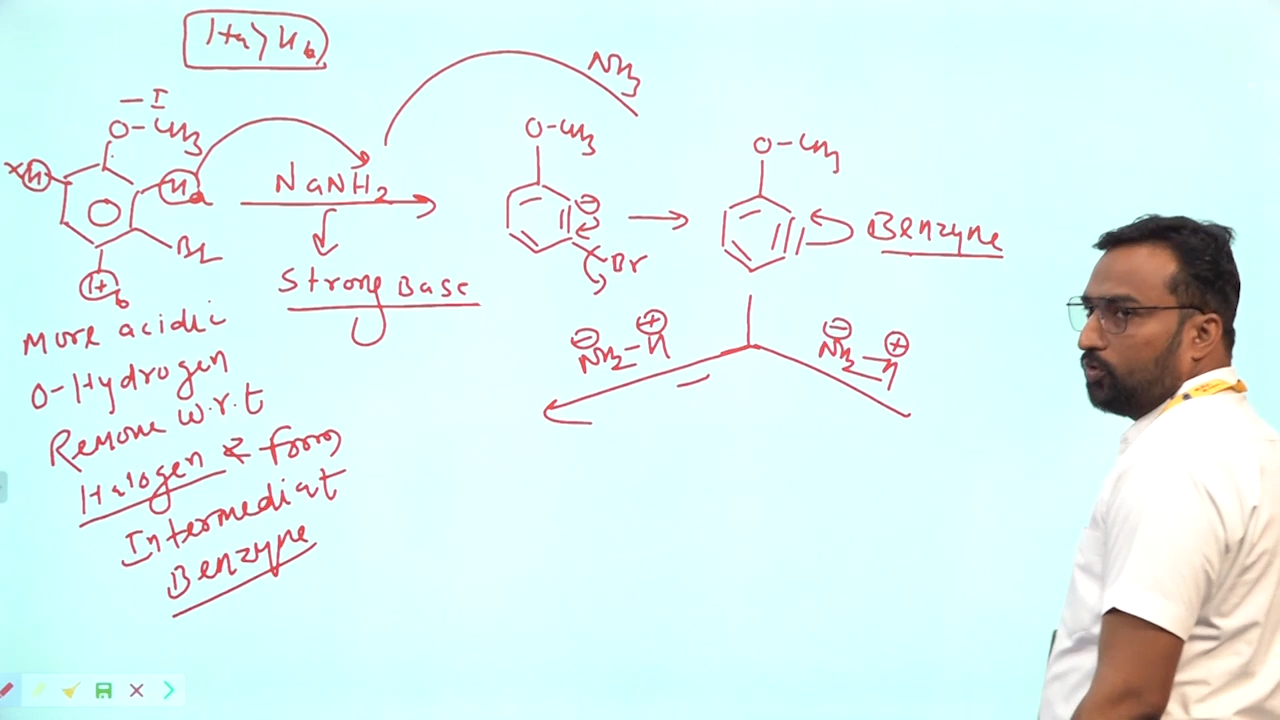 Ha > Hb
NH3
-I
O-CH3
H
Ha
Br
Hb
NaNH2
Strong Base
O-CH3
⊖
Br
O-CH3
Benzyne
⊖ ⊕
NH2-H
⊖ ⊕
NH2-H
More acidic
O-Hydrogen
Remone w.r.t
Halogen & form
Intermediat
Benzyne